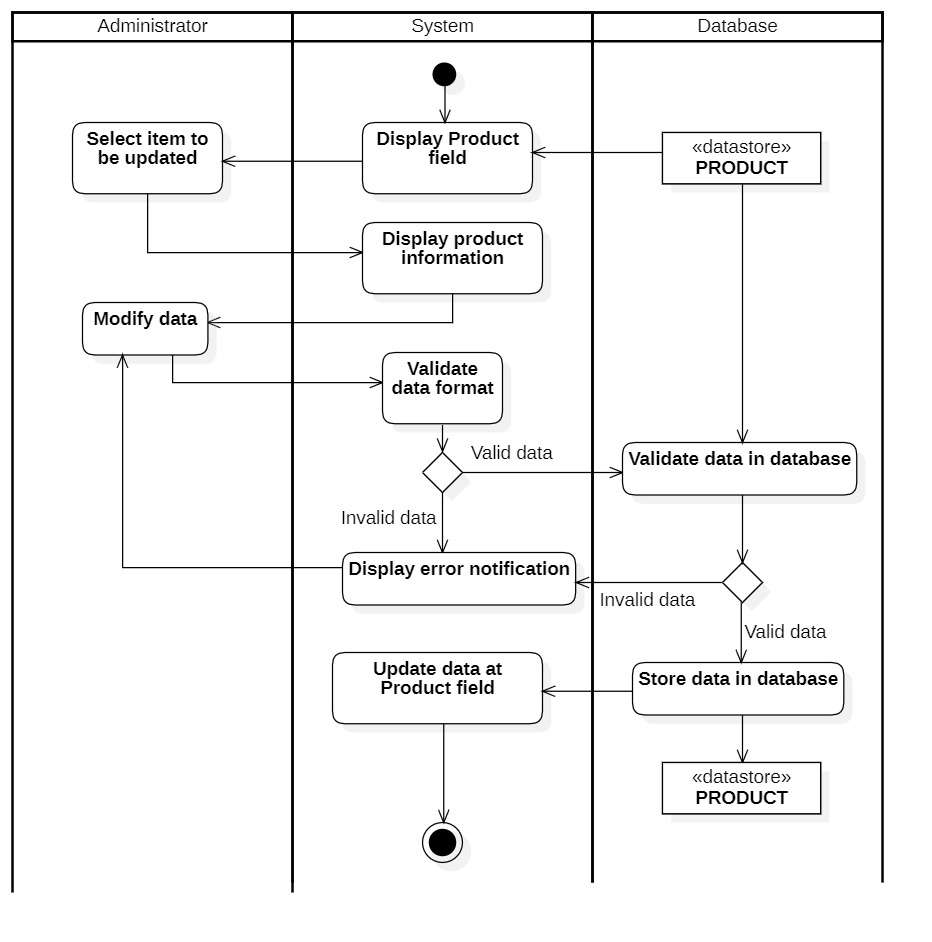 Administrator
System
Database
Select item to
be updated
Display Product
field
«datastore»
PRODUCT
Display product
information
Modify data
Validate
data format
Valid data
Validate data in database
Invalid data
Display error notification
Invalid data
Valid data
Update data at
Product field
Store data in database
«datastore»
PRODUCT